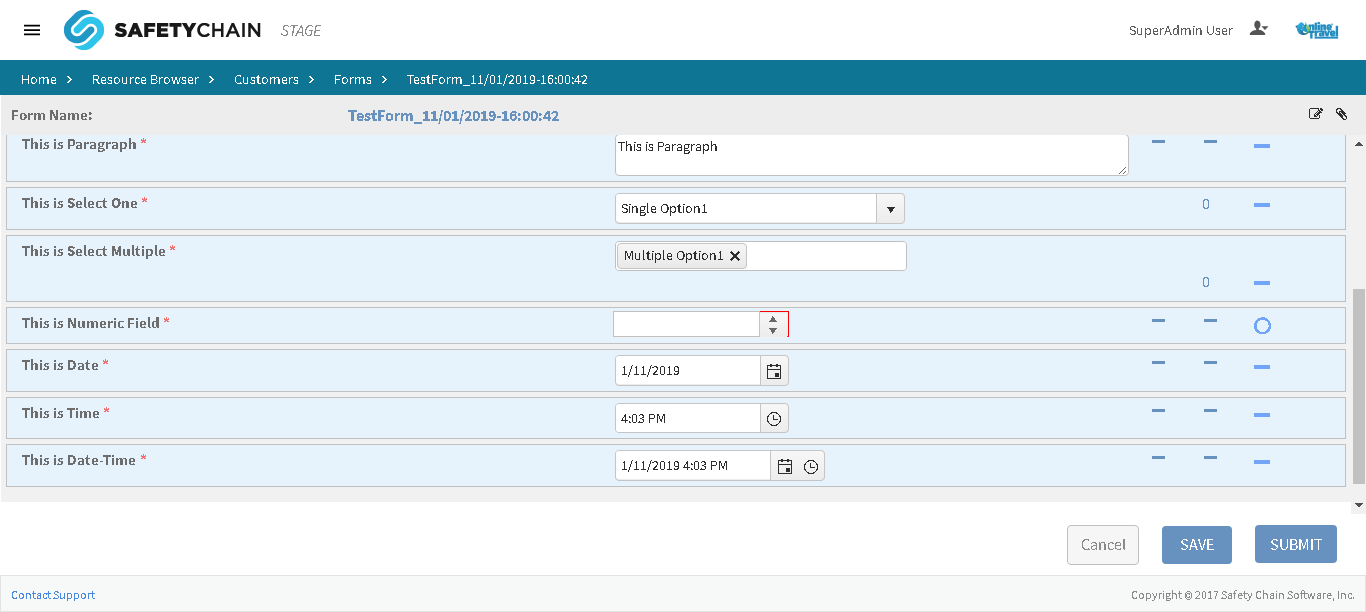 SAFETYCHAIN STAGE SuperAdmin User Online Travel
Home > Resource Browser > Customers > Forms > TestForm_11/01/2019-16:00:42
Form Name: TestForm_11/01/2019-16:00:42
This is Paragraph * This is Paragraph
This is Select One * Single Option1 0
This is Select Multiple * Multiple Option1
0
This is Numeric Field *
This is Date * 1/11/2019
This is Time * 4:03 PM
This is Date-Time * 1/11/2019 4:03 PM
Cancel SAVE SUBMIT
Contact Support Copyright © 2017 Safety Chain Software, Inc.